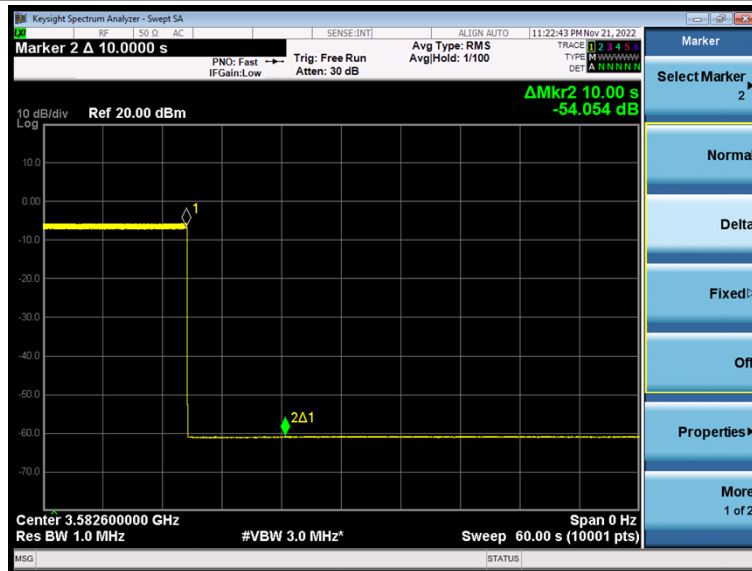 Keysight Spectrum Analyzer - Swept SA
LXI RF 50 Ω AC SENSE:INT ALIGN AUTO 11:22:43 PM Nov 21, 2022
Marker 2 Δ 10.0000 s
PNO: Fast
IFGain:Low
Trig: Free Run
Atten: 30 dB
Avg Type: RMS
Avg|Hold: 1/100
TRACE 1 2 3 4 5 6
TYPE M WWWWW
DET A N N N N N
ΔMkr2 10.00 s
-54.054 dB
10 dB/div Ref 20.00 dBm
Log
10.0
0.00
-10.0
-20.0
-30.0
-40.0
-50.0
-60.0
-70.0
1
2Δ1
Center 3.582600000 GHz Span 0 Hz
Res BW 1.0 MHz #VBW 3.0 MHz* Sweep 60.00 s (10001 pts)
MSG STATUS
Marker
Select Marker
2
Normal
Delta
Fixed
Off
Properties
More
1 of 2